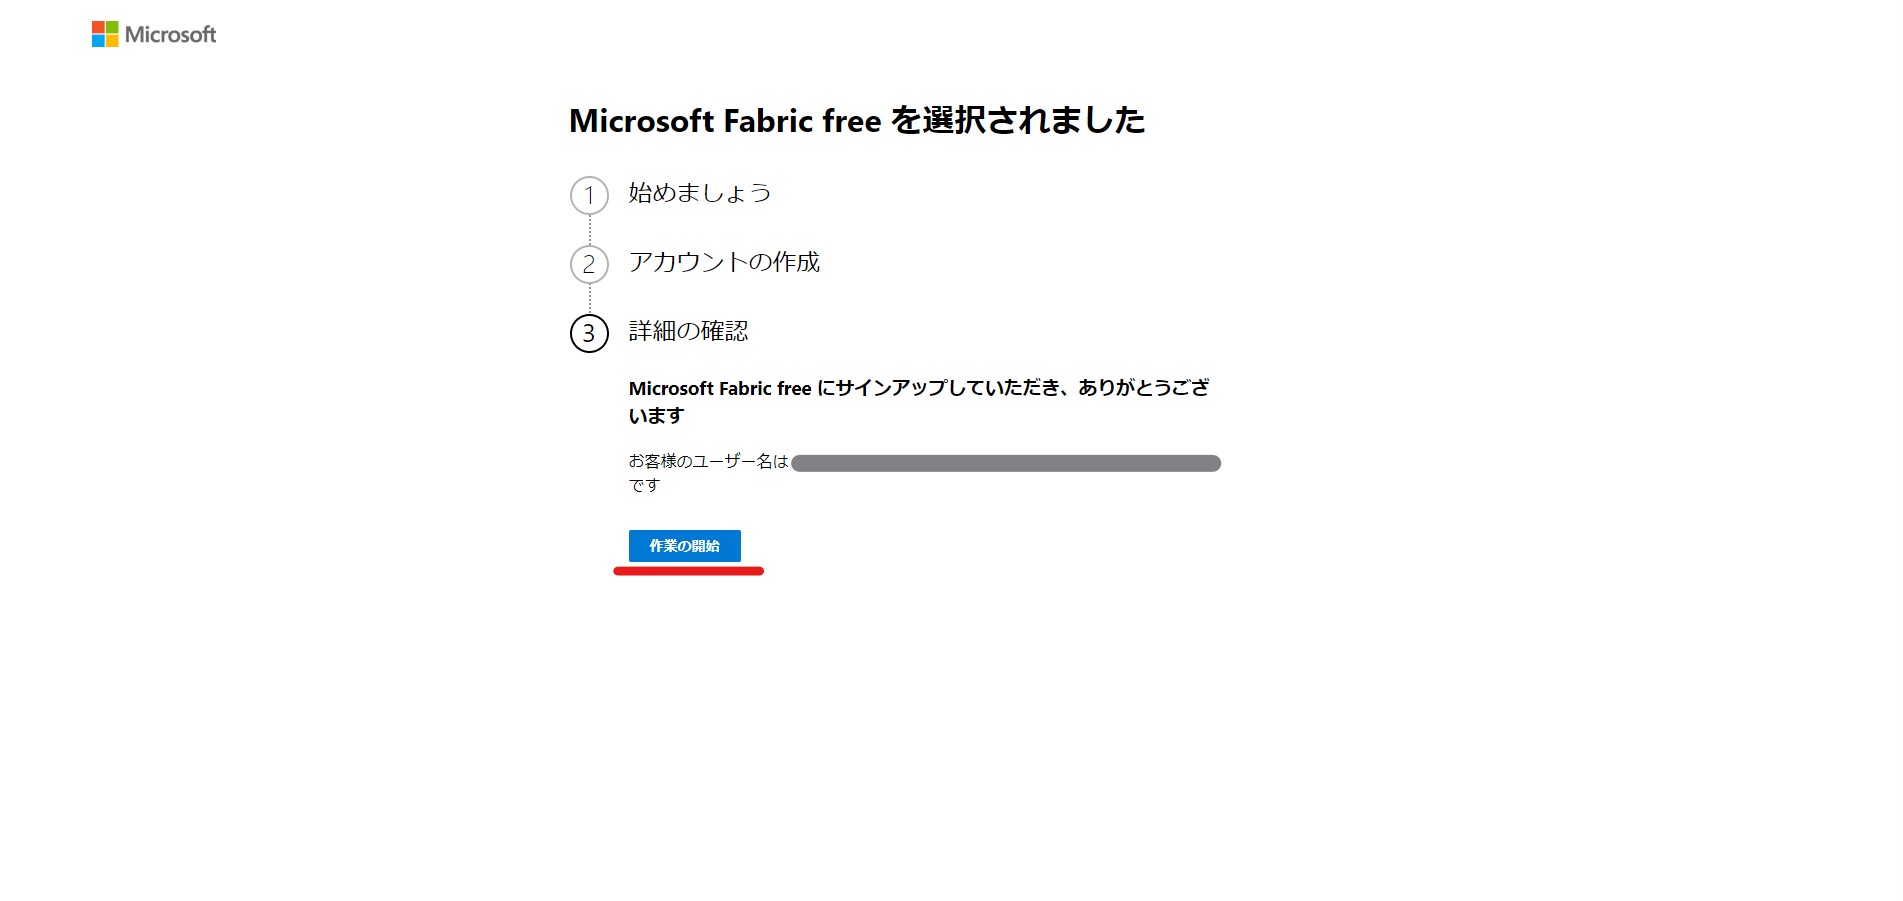 Microsoft
Microsoft Fabric free を選択されました
1 始めましょう
2 アカウントの作成
3 詳細の確認
Microsoft Fabric free にサインアップしていただき、ありがとうござ
います
お客様のユーザー名は
です
作業の開始